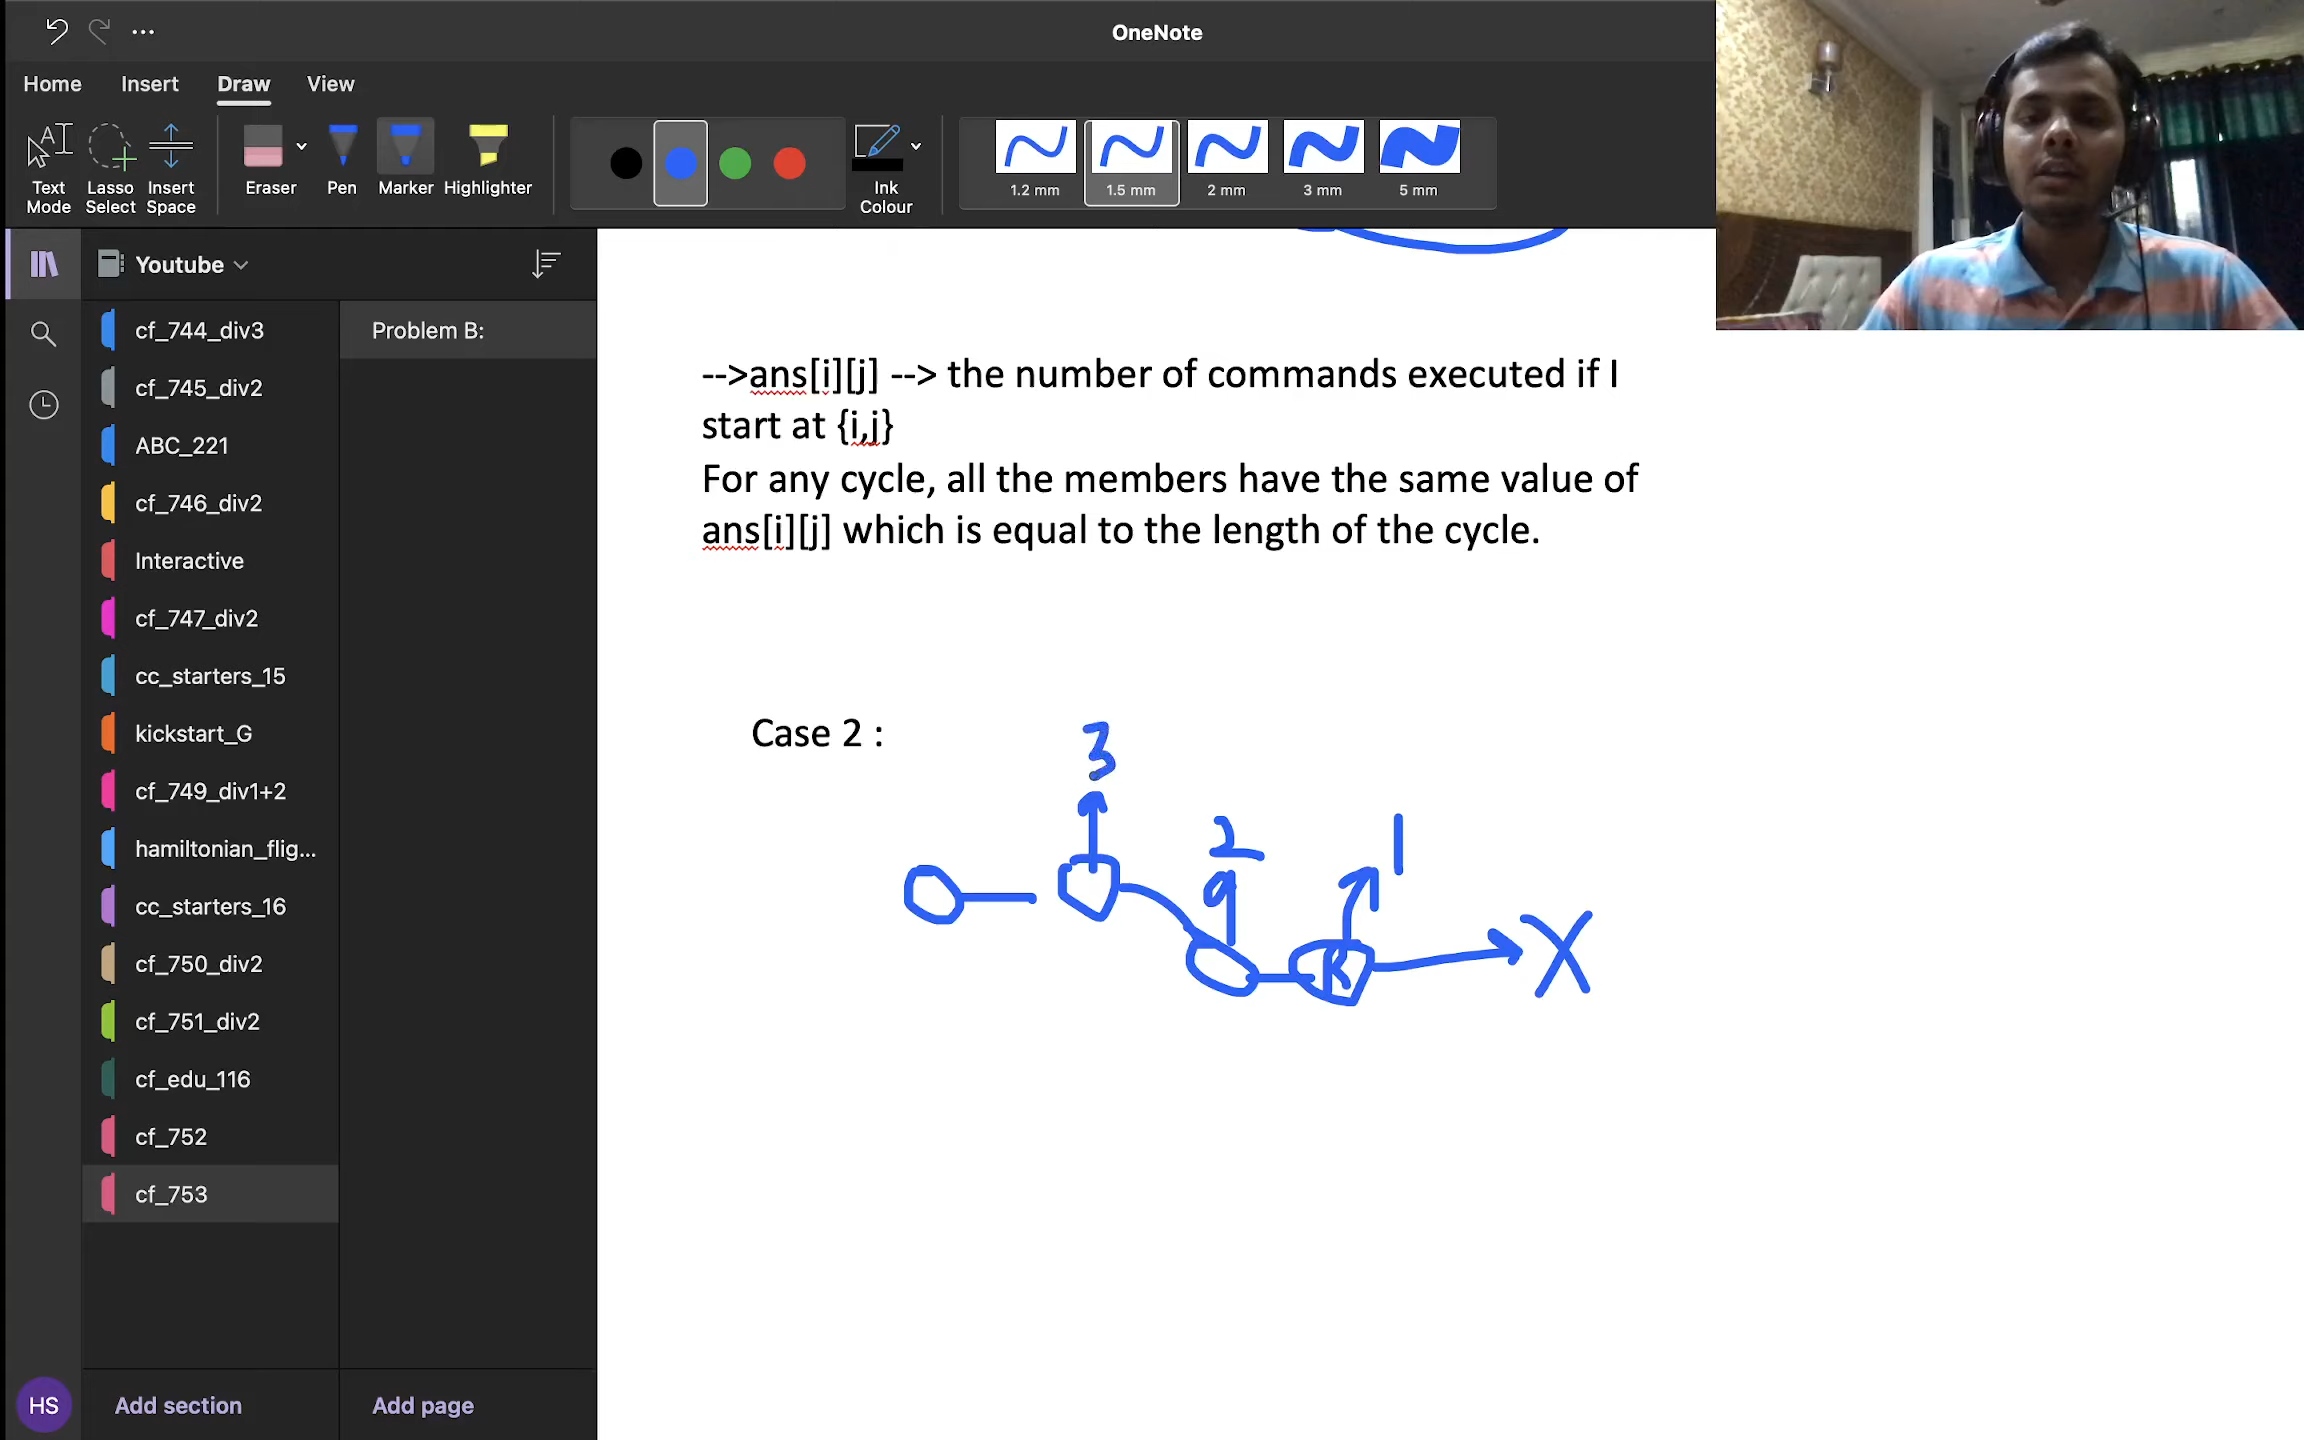 OneNote
Home Insert Draw View
Text Mode
Lasso Select
Insert Space
Eraser
Pen
Marker
Highlighter
Ink Colour
1.2 mm
1.5 mm
2 mm
3 mm
5 mm
Youtube
cf_744_div3
cf_745_div2
ABC_221
cf_746_div2
Interactive
cf_747_div2
cc_starters_15
kickstart_G
cf_749_div1+2
hamiltonian_flig...
cc_starters_16
cf_750_div2
cf_751_div2
cf_edu_116
cf_752
cf_753
HS
Add section
Problem B:
Add page
-->ans[i][j] --> the number of commands executed if I
start at {i,j}
For any cycle, all the members have the same value of
ans[i][j] which is equal to the length of the cycle.
Case 2 :
3
2
1
R
X